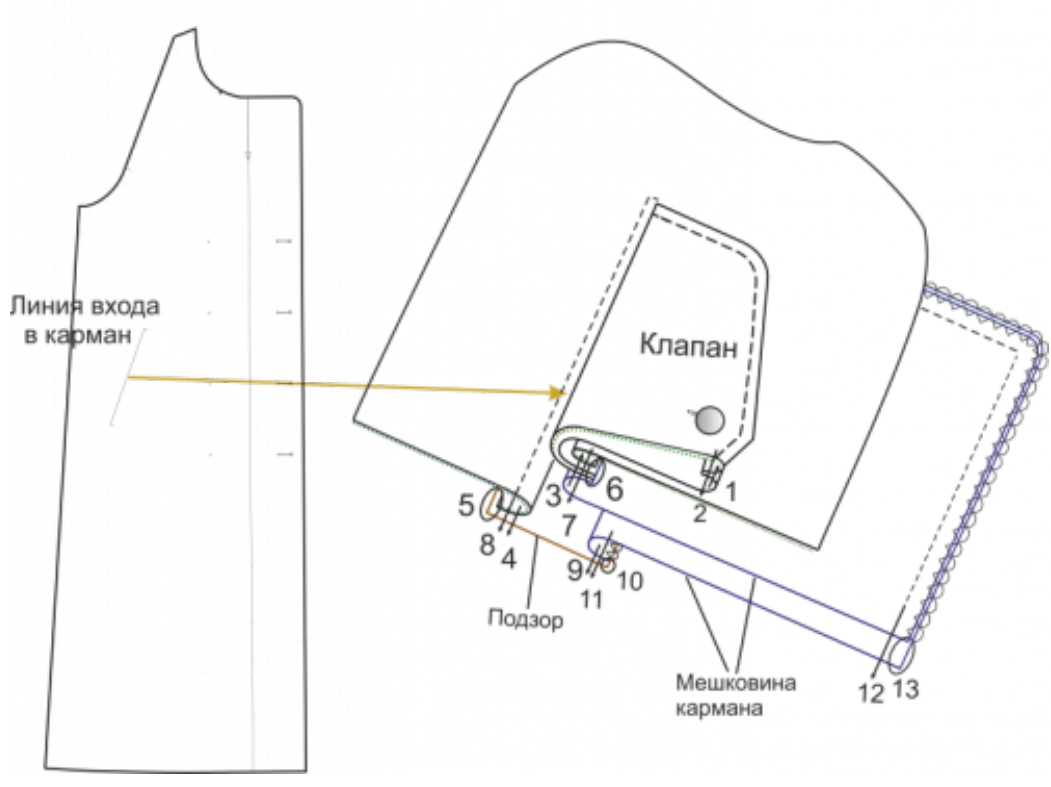 Линия входа
в карман
Клапан
1
2
3
6
5
7
8
4
9
10
11
Подзор
Мешковина
кармана
12
13